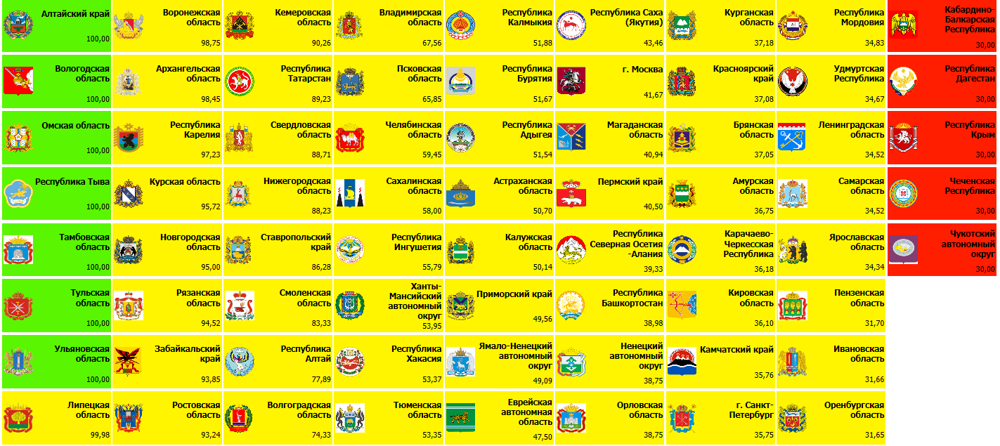 Алтайский край
100,00
Вологодская
область
100,00
Омская область
100,00
Республика Тыва
100,00
Тамбовская
область
100,00
Тульская
область
100,00
Ульяновская
область
100,00
Липецкая
область
99,98
Воронежская
область
98,75
Архангельская
область
98,45
Республика
Карелия
97,23
Курская область
95,72
Новгородская
область
95,00
Рязанская
область
94,52
Забайкальский
край
93,85
Ростовская
область
93,24
Кемеровская
область
90,26
Республика
Татарстан
89,23
Свердловская
область
88,71
Нижегородская
область
88,23
Ставропольский
край
86,28
Смоленская
область
83,33
Республика
Алтай
77,89
Волгоградская
область
74,33
Владимирская
область
67,56
Псковская
область
65,85
Челябинская
область
59,45
Сахалинская
область
58,00
Республика
Ингушетия
55,79
Ханты-
Мансийский
автономный
округ
53,95
Республика
Хакасия
53,37
Тюменская
область
53,35
Республика
Калмыкия
51,88
Республика
Бурятия
51,67
Республика
Адыгея
51,54
Астраханская
область
50,70
Калужская
область
50,14
Приморский край
49,56
Ямало-Ненецкий
автономный
округ
49,09
Еврейская
автономная
область
47,50
Республика Саха
(Якутия)
43,46
г. Москва
41,67
Магаданская
область
40,94
Пермский край
40,50
Республика
Северная Осетия
-Алания
39,33
Республика
Башкортостан
38,98
Ненецкий
автономный
округ
38,75
Орловская
область
38,75
Курганская
область
37,18
Красноярский
край
37,08
Брянская
область
37,05
Амурская
область
36,75
Карачаево-
Черкесская
Республика
36,18
Кировская
область
36,10
Камчатский край
35,76
г. Санкт-
Петербург
35,75
Республика
Мордовия
34,83
Удмуртская
Республика
34,67
Ленинградская
область
34,52
Самарская
область
34,52
Ярославская
область
34,34
Пензенская
область
31,70
Ивановская
область
31,66
Оренбургская
область
31,65
Кабардино-
Балкарская
Республика
30,00
Республика
Дагестан
30,00
Республика
Крым
30,00
Чеченская
Республика
30,00
Чукотский
автономный
округ
30,00